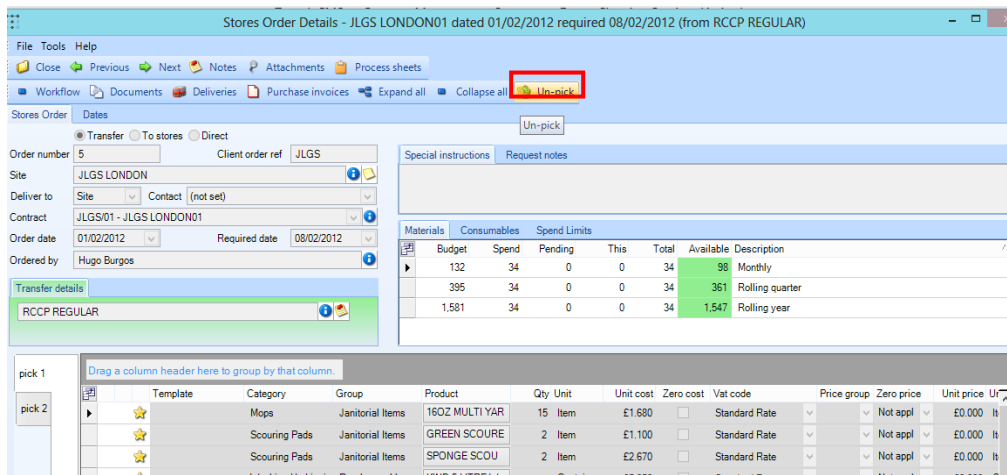 Stores Order Details - JLGS LONDON01 dated 01/02/2012 required 08/02/2012 (from RCCP REGULAR)
File Tools Help
Close Previous Next Notes Attachments Process sheets
Workflow Documents Deliveries Purchase invoices Expand all Collapse all Un-pick
Un-pick
Stores Order Dates
Transfer To stores Direct
Order number 5 Client order ref JLGS
Site JLGS LONDON
Deliver to Site Contact (not set)
Contract JLGS/01 - JLGS LONDON01
Order date 01/02/2012 Required date 08/02/2012
Ordered by Hugo Burgos
Transfer details
RCCP REGULAR
Special instructions Request notes
Materials Consumables Spend Limits
Budget Spend Pending This Total Available Description
132 34 0 0 34 98 Monthly
395 34 0 0 34 361 Rolling quarter
1,581 34 0 0 34 1,547 Rolling year
pick 1
pick 2
Drag a column header here to group by that column.
Template Category Group Product Qty Unit Unit cost Zero cost Vat code Price group Zero price Unit price
Mops Janitorial Items 16OZ MULTI YAR 15 Item £1.680 Standard Rate Not appl £0.000
Scouring Pads Janitorial Items GREEN SCOURE 2 Item £1.100 Standard Rate Not appl £0.000
Scouring Pads Janitorial Items SPONGE SCOU 2 Item £2.670 Standard Rate Not appl £0.000